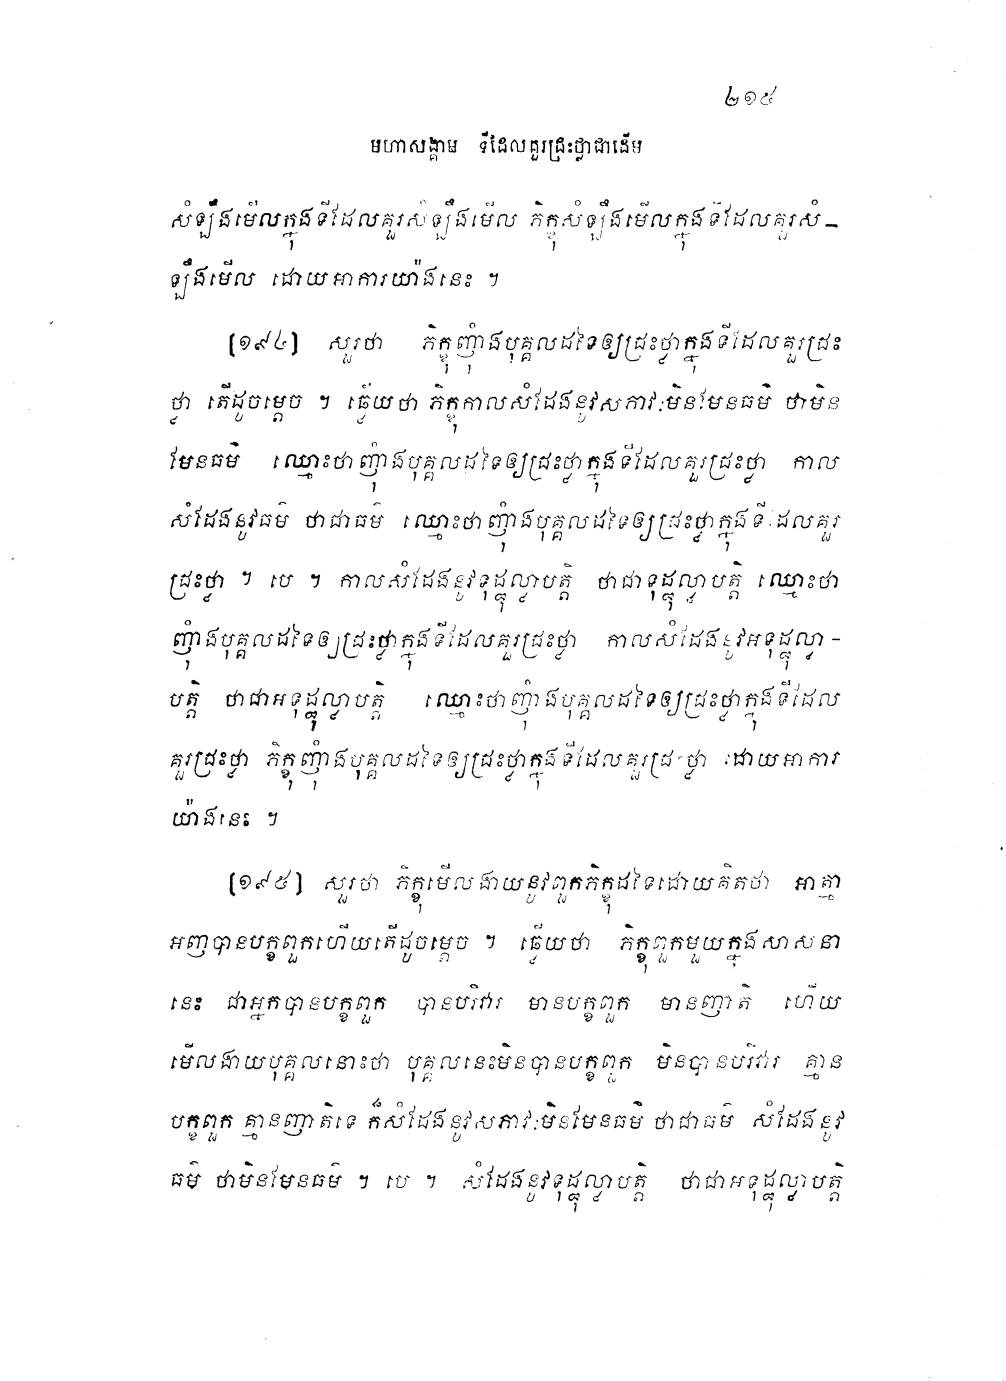 ២១៥
មហាសង្គាម ទីដែលគួរជ្រះថ្លាជាដើម
សំឡឹងមើលក្នុងទីដែលគួរសំឡឹងមើល ភិក្ខុសំឡឹងមើលក្នុងទីដែលគួរសំ-
ឡឹងមើល ដោយអាការយ៉ាងនេះ ។
[១៩៤] សួរថា ភិក្ខុញុំាងបុគ្គលដទៃឲ្យជ្រះថ្លាក្នុងទីដែលគួរជ្រះ
ថ្លា តើដូចម្តេច ។ ឆ្លើយថា ភិក្ខុកាលសំដែងនូវសភាវៈមិនមែនធម៌ ថាមិន
មែនធម៌ ឈ្មោះថាញុំាងបុគ្គលដទៃឲ្យជ្រះថ្លាក្នុងទីដែលគួរជ្រះថ្លា កាល
សំដែងនូវធម៌ ថាជាធម៌ ឈ្មោះថាញុំាងបុគ្គលដទៃឲ្យជ្រះថ្លាក្នុងទីដែលគួរ
ជ្រះថ្លា ។ បេ ។ កាលសំដែងនូវទុដ្ឋុល្លាបត្តិ ថាជាទុដ្ឋុល្លាបត្តិ ឈ្មោះថា
ញុំាងបុគ្គលដទៃឲ្យជ្រះថ្លាក្នុងទីដែលគួរជ្រះថ្លា កាលសំដែងនូវអទុដ្ឋុល្លា-
បត្តិ ថាជាអទុដ្ឋុល្លាបត្តិ ឈ្មោះថាញុំាងបុគ្គលដទៃឲ្យជ្រះថ្លាក្នុងទីដែល
គួរជ្រះថ្លា ភិក្ខុញុំាងបុគ្គលដទៃឲ្យជ្រះថ្លាក្នុងទីដែលគួរជ្រះថ្លា ដោយអាការ
យ៉ាងនេះ ។
[១៩៥] សួរថា ភិក្ខុមើលងាយនូវពួកភិក្ខុដទៃដោយគិតថា អាត្មា
អញបានបក្ខពួកហើយតើដូចម្តេច ។ ឆ្លើយថា ភិក្ខុពួកមួយក្នុងសាសនា
នេះ ជាអ្នកបានបក្ខពួក បានបរិវារ មានបក្ខពួក មានញាតិ ហើយ
មើលងាយបុគ្គលនោះថា បុគ្គលនេះមិនបានបក្ខពួក មិនបានបរិវារ គ្មាន
បក្ខពួក គ្មានញាតិទេ ក៏សំដែងនូវសភាវៈមិនមែនធម៌ ថាជាធម៌ សំដែងនូវ
ធម៌ ថាមិនមែនធម៌ ។ បេ ។ សំដែងនូវទុដ្ឋុល្លាបត្តិ ថាជាអទុដ្ឋុល្លាបត្តិ